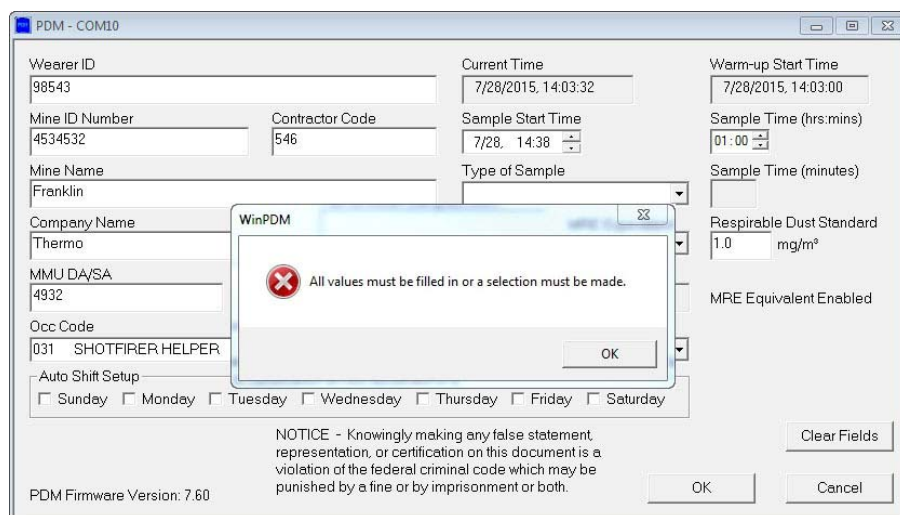 PDM - COM10
Wearer ID
98543
Current Time
7/28/2015, 14:03:32
Warm-up Start Time
7/28/2015, 14:03:00
Mine ID Number
4534532
Contractor Code
546
Sample Start Time
7/28, 14:38
Sample Time (hrs:mins)
01:00
Mine Name
Franklin
Type of Sample
Sample Time (minutes)
Company Name
Thermo
Respirable Dust Standard
1.0 mg/m³
MMU DA/SA
4932
MRE Equivalent Enabled
Occ Code
031 SHOTFIRER HELPER
WinPDM
All values must be filled in or a selection must be made.
OK
Auto Shift Setup
Sunday Monday Tuesday Wednesday Thursday Friday Saturday
NOTICE - Knowingly making any false statement,
representation, or certification on this document is a
violation of the federal criminal code which may be
punished by a fine or by imprisonment or both.
PDM Firmware Version: 7.60
Clear Fields
OK
Cancel